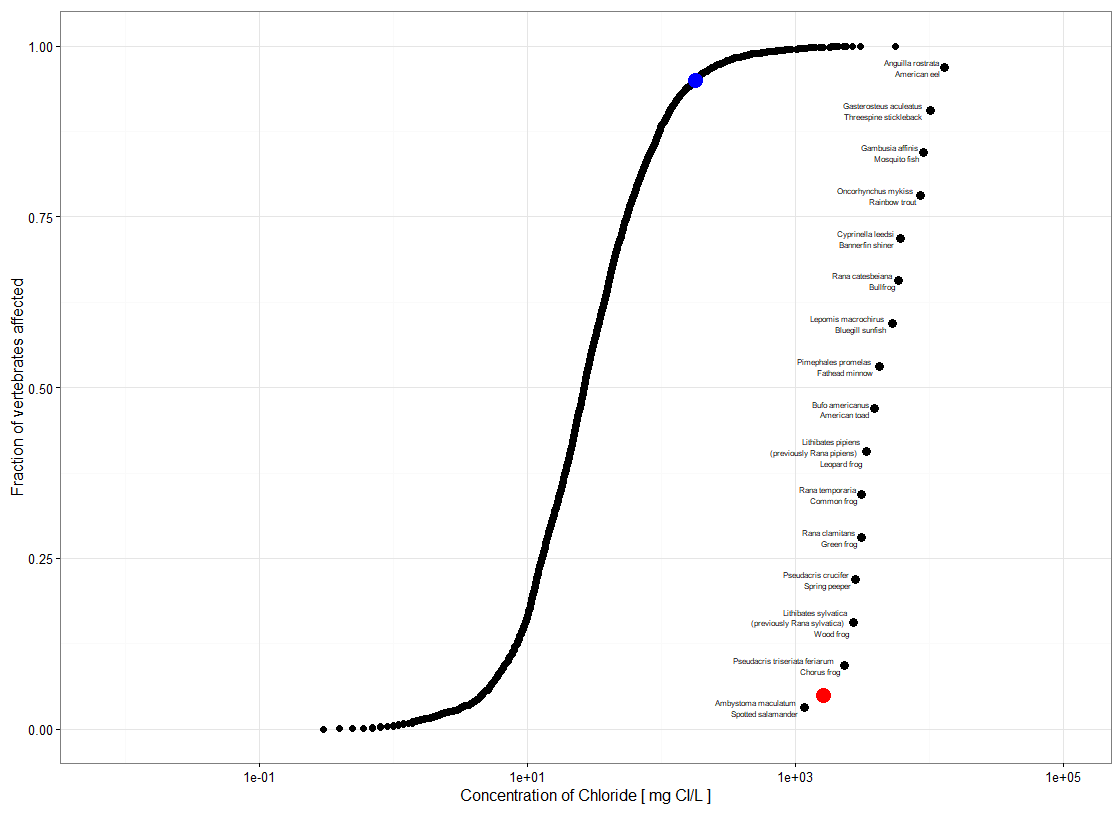 1.00
0.75
0.50
0.25
0.00
Fraction of vertebrates affected
Anguilla rostrata
American eel
Gasterosteus aculeatus
Threespine stickleback
Gambusia affinis
Mosquito fish
Oncorhynchus mykiss
Rainbow trout
Cyprinella leedsi
Bannerfin shiner
Rana catesbeiana
Bullfrog
Lepomis macrochirus
Bluegill sunfish
Pimephales promelas
Fathead minnow
Bufo americanus
American toad
Lithibates pipiens
(previously Rana pipiens)
Leopard frog
Rana temporaria
Common frog
Rana clamitans
Green frog
Pseudacris crucifer
Spring peeper
Lithibates sylvatica
(previously Rana sylvatica)
Wood frog
Pseudacris triseriata feriarum
Chorus frog
Ambystoma maculatum
Spotted salamander
1e-01
1e+01
1e+03
1e+05
Concentration of Chloride [ mg Cl/L ]